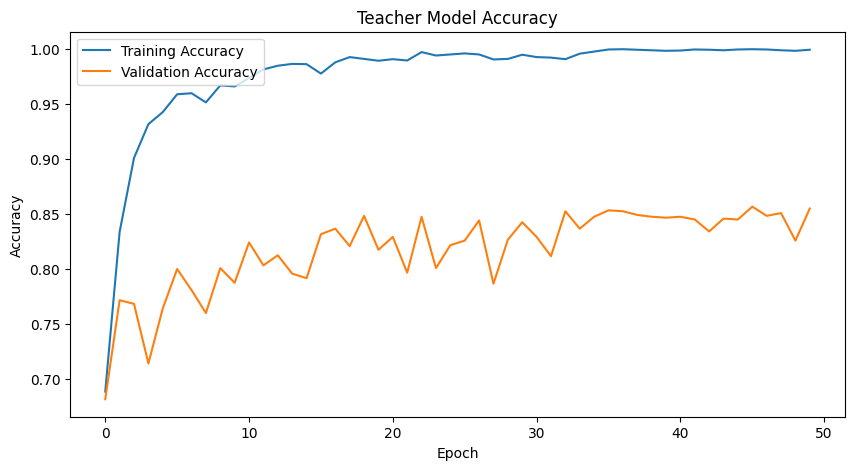 Teacher Model Accuracy
Training Accuracy
Validation Accuracy
1.00
0.95
0.90
0.85
0.80
0.75
0.70
Accuracy
0 10 20 30 40 50
Epoch